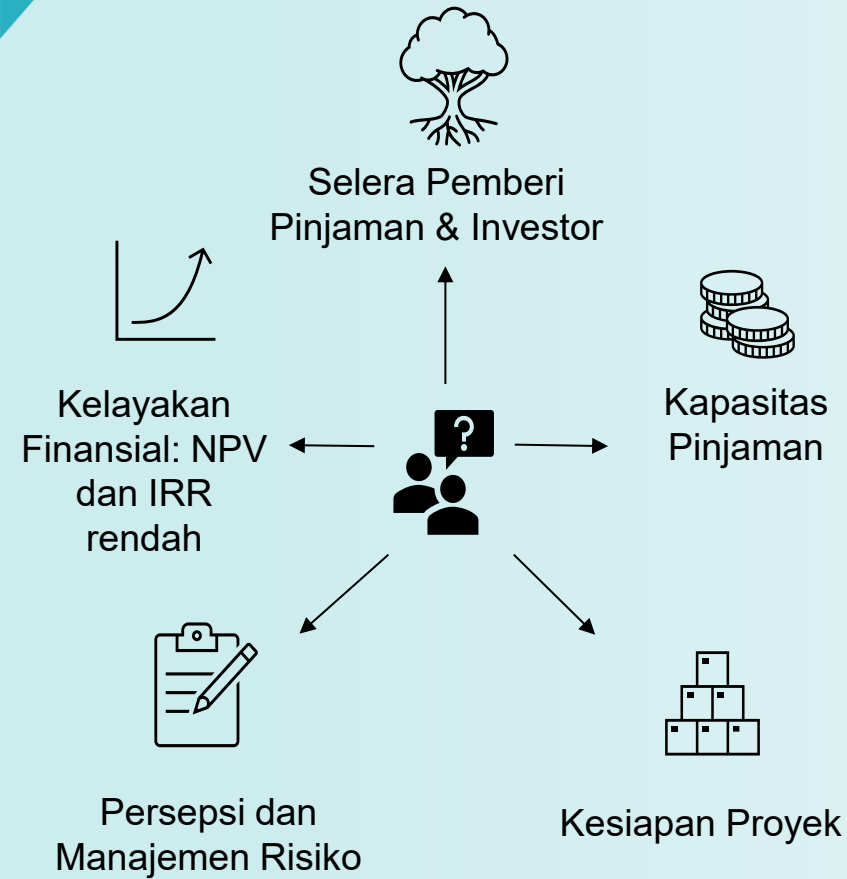 Selera Pemberi
Pinjaman & Investor
Kelayakan
Finansial: NPV
dan IRR
rendah
?
Kapasitas
Pinjaman
Persepsi dan
Manajemen Risiko
Kesiapan Proyek